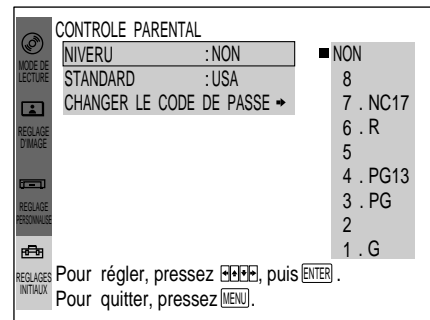 CONTROLE PARENTAL
NIVERU : NON
STANDARD : USA
CHANGER LE CODE DE PASSE
NON
8
7 . NC17
6 . R
5
4 . PG13
3 . PG
2
1 . G
MODE DE
LECTURE
REGLAGE
D'IMAGE
REGLAGE
PERSONNALISE
REGLAGES
INITIAUX
Pour régler, pressez , puis ENTER .
Pour quitter, pressez MENU .